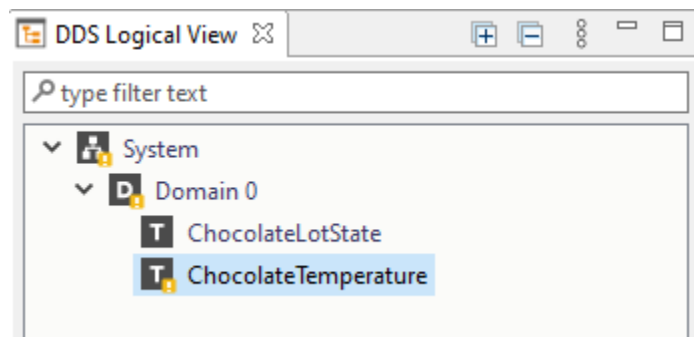 DDS Logical View
type filter text
System
D Domain 0
T ChocolateLotState
T ChocolateTemperature